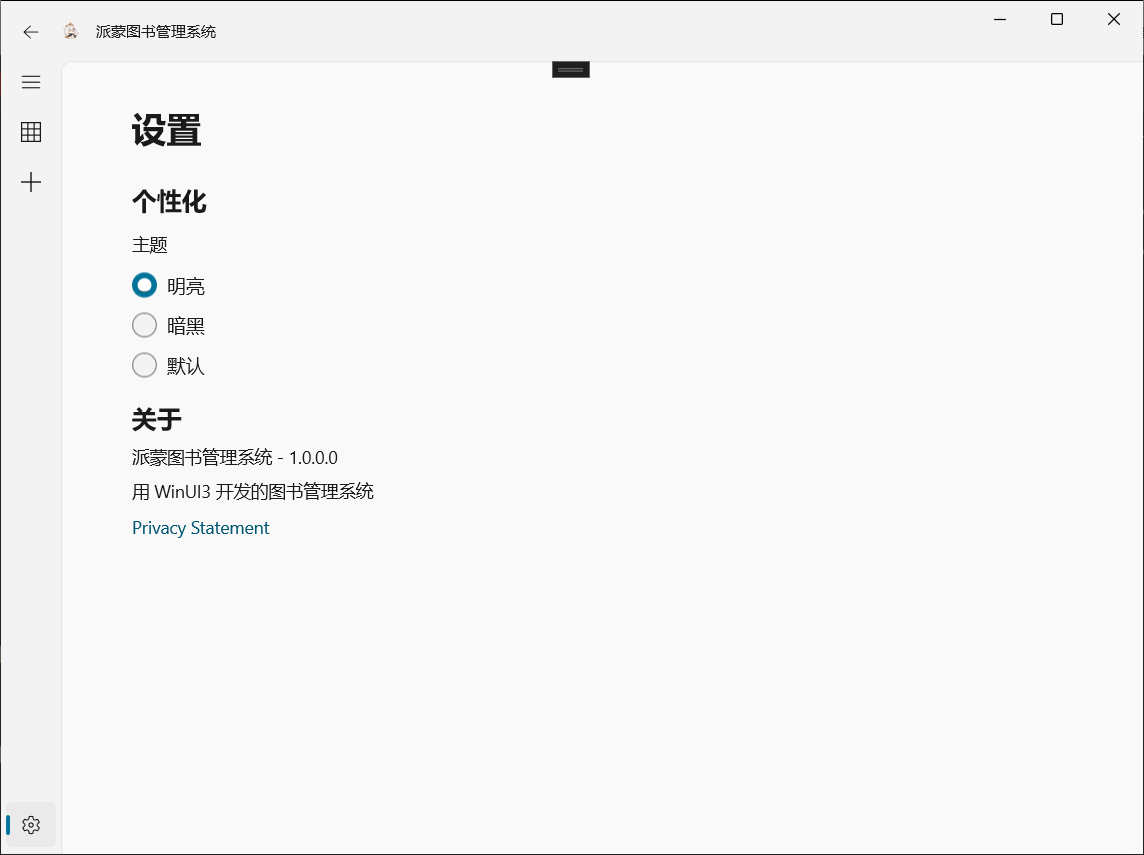 派蒙图书管理系统
设置
个性化
主题
明亮
暗黑
默认
关于
派蒙图书管理系统 - 1.0.0.0
用 WinUI3 开发的图书管理系统
Privacy Statement